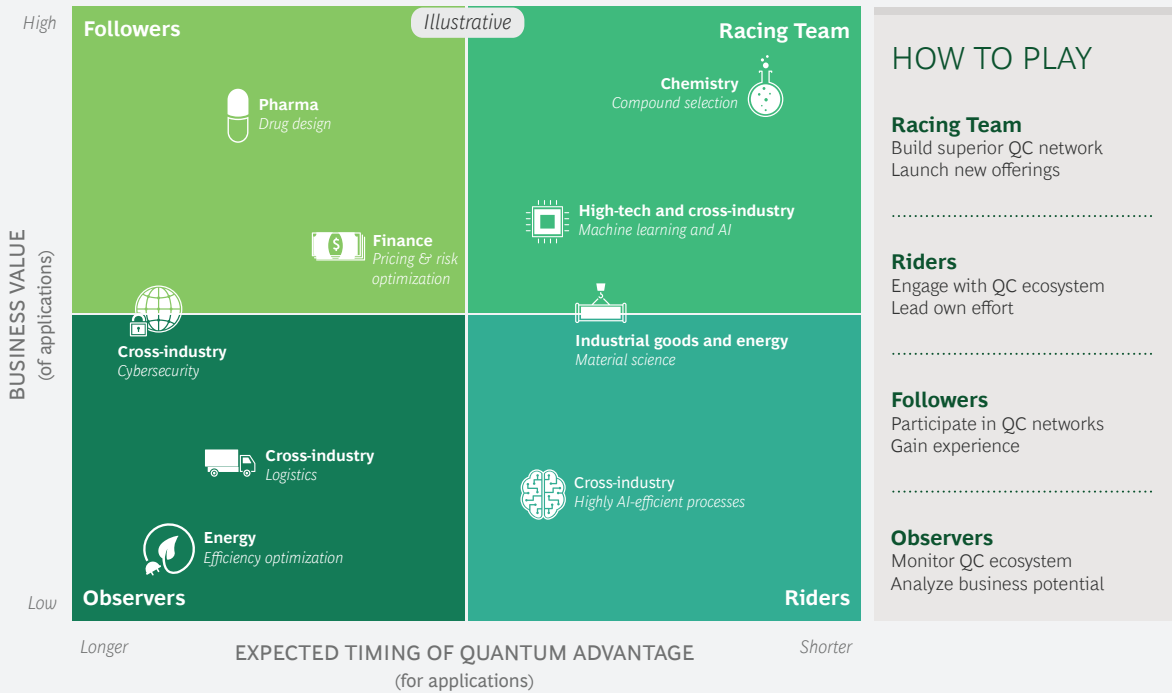 High
Followers
Illustrative
Racing Team
Pharma
Drug design
Chemistry
Compound selection
Finance
Pricing & risk
optimization
High-tech and cross-industry
Machine learning and AI
Cross-industry
Cybersecurity
Industrial goods and energy
Material science
Cross-industry
Logistics
Cross-industry
Highly AI-efficient processes
Energy
Efficiency optimization
Observers
Riders
BUSINESS VALUE
(of applications)
Low
Longer
EXPECTED TIMING OF QUANTUM ADVANTAGE
(for applications)
Shorter
HOW TO PLAY
Racing Team
Build superior QC network
Launch new offerings
Riders
Engage with QC ecosystem
Lead own effort
Followers
Participate in QC networks
Gain experience
Observers
Monitor QC ecosystem
Analyze business potential
$